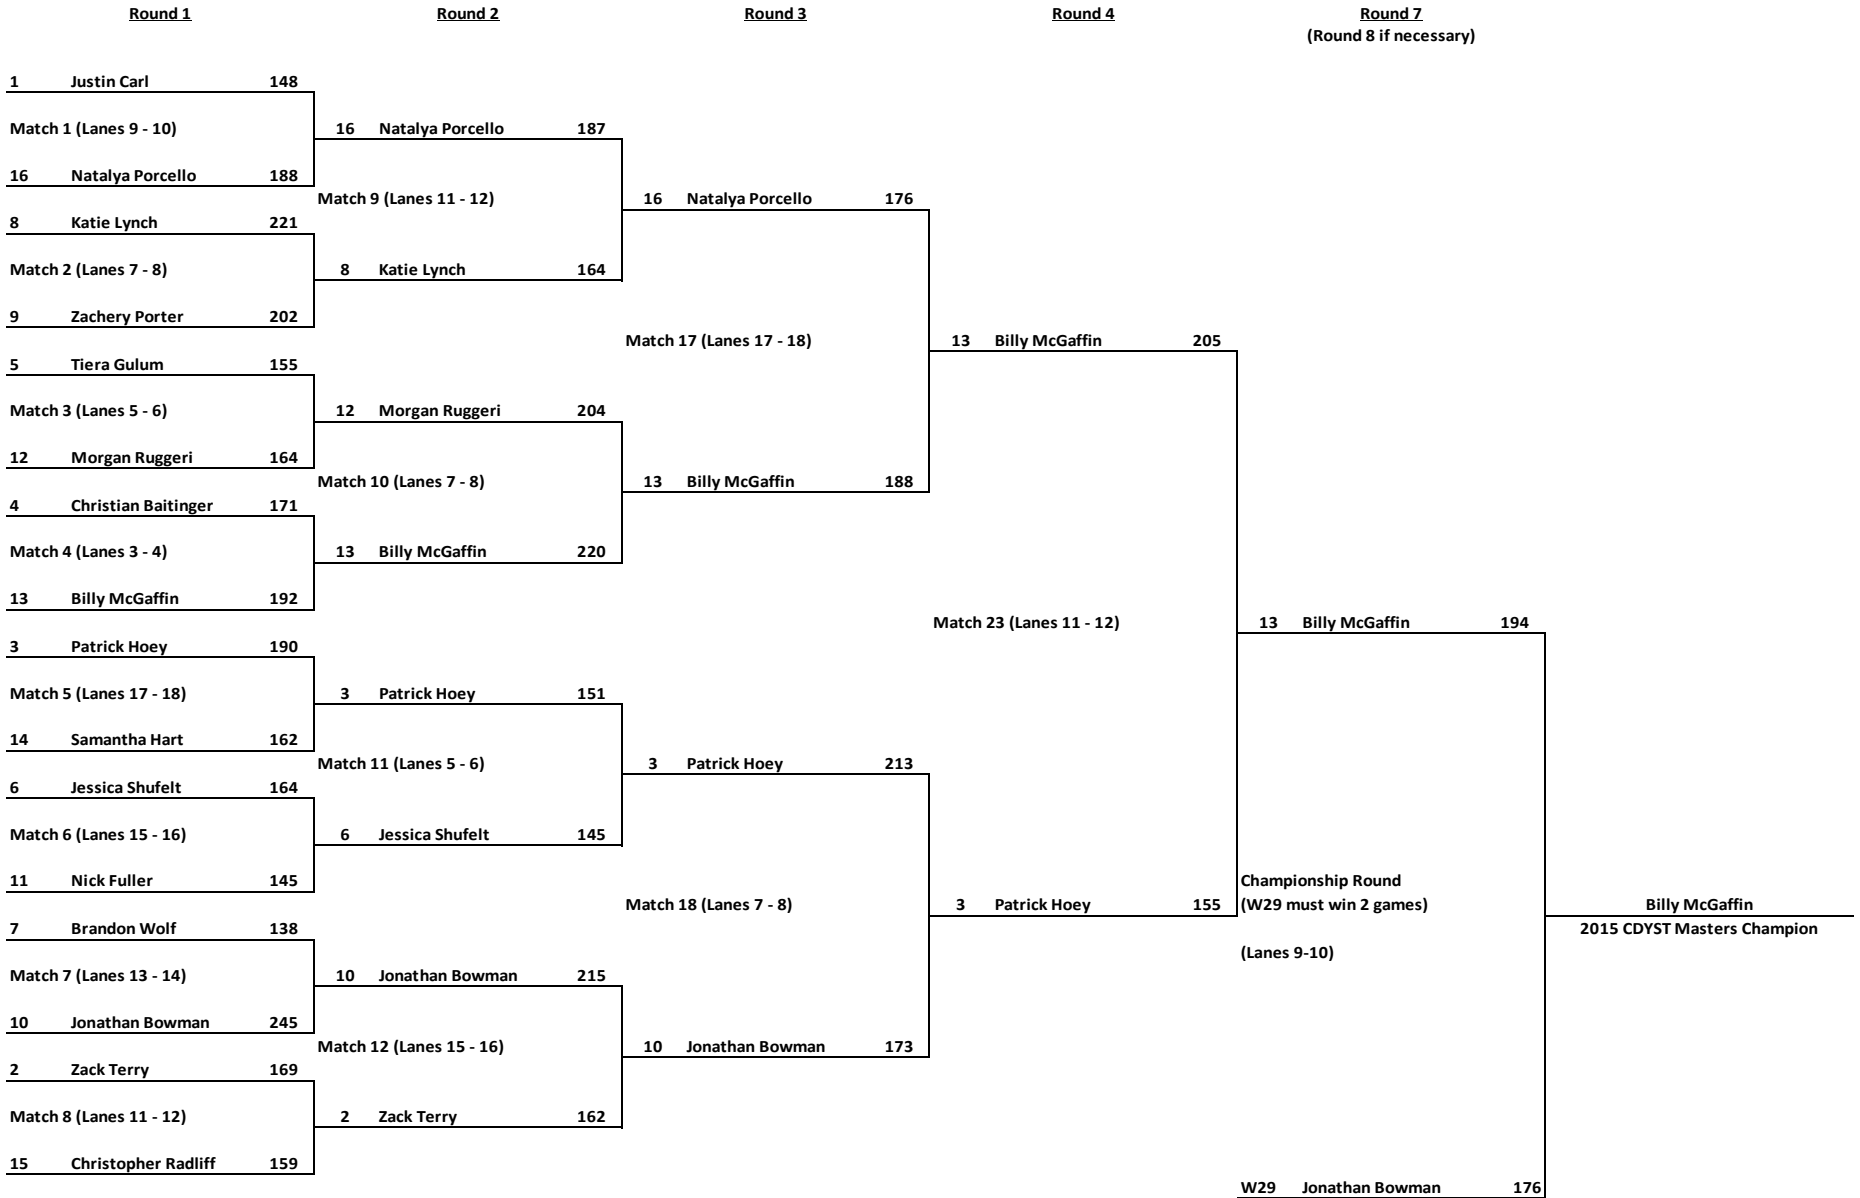 Round 1 Round 2 Round 3 Round 4 Round 7
(Round 8 if necessary)
1 Justin Carl 148
Match 1 (Lanes 9 - 10)
16 Natalya Porcello 187
16 Natalya Porcello 188
Match 9 (Lanes 11 - 12)
16 Natalya Porcello 176
8 Katie Lynch 221
Match 2 (Lanes 7 - 8)
8 Katie Lynch 164
9 Zachery Porter 202
Match 17 (Lanes 17 - 18)
13 Billy McGaffin 205
5 Tiera Gulum 155
Match 3 (Lanes 5 - 6)
12 Morgan Ruggeri 204
12 Morgan Ruggeri 164
Match 10 (Lanes 7 - 8)
13 Billy McGaffin 188
4 Christian Baitinger 171
Match 4 (Lanes 3 - 4)
13 Billy McGaffin 220
13 Billy McGaffin 192
Match 23 (Lanes 11 - 12)
13 Billy McGaffin 194
3 Patrick Hoey 190
Match 5 (Lanes 17 - 18)
3 Patrick Hoey 151
14 Samantha Hart 162
Match 11 (Lanes 5 - 6)
3 Patrick Hoey 213
6 Jessica Shufelt 164
Match 6 (Lanes 15 - 16)
6 Jessica Shufelt 145
11 Nick Fuller 145
Championship Round
Match 18 (Lanes 7 - 8)
3 Patrick Hoey 155
(W29 must win 2 games)
Billy McGaffin
7 Brandon Wolf 138
2015 CDYST Masters Champion
(Lanes 9-10)
Match 7 (Lanes 13 - 14)
10 Jonathan Bowman 215
10 Jonathan Bowman 245
Match 12 (Lanes 15 - 16)
10 Jonathan Bowman 173
2 Zack Terry 169
Match 8 (Lanes 11 - 12)
2 Zack Terry 162
15 Christopher Radliff 159
W29 Jonathan Bowman 176